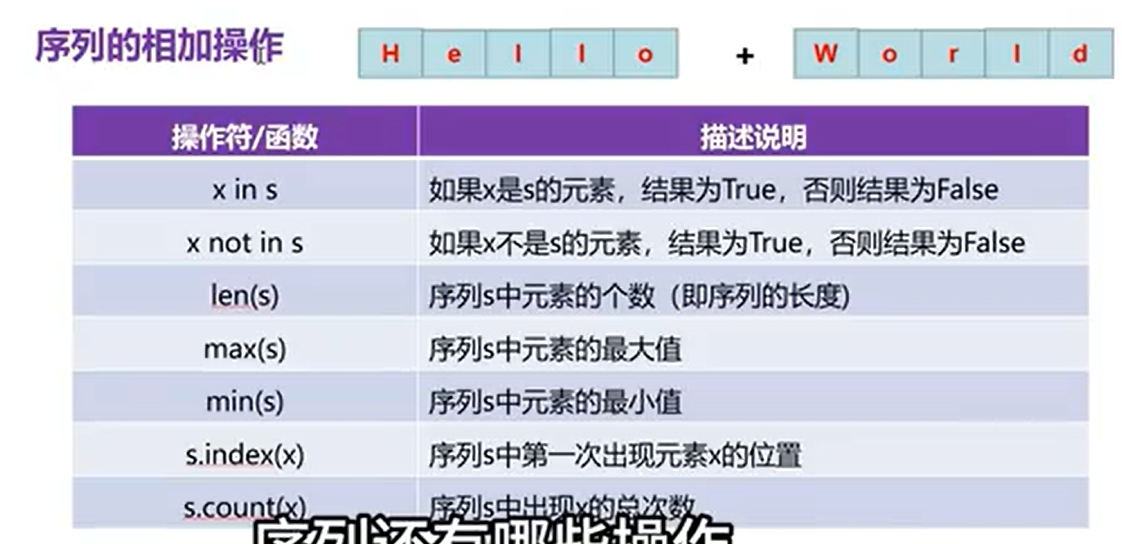 序列的相加操作
H e l l o + W o r l d
操作符/函数 描述说明
x in s 如果x是s的元素，结果为True，否则结果为False
x not in s 如果x不是s的元素，结果为True，否则结果为False
len(s) 序列s中元素的个数（即序列的长度)
max(s) 序列s中元素的最大值
min(s) 序列s中元素的最小值
s.index(x) 序列s中第一次出现元素x的位置
s.count(x) 序列s中出现x的总次数
序列还有哪些操作